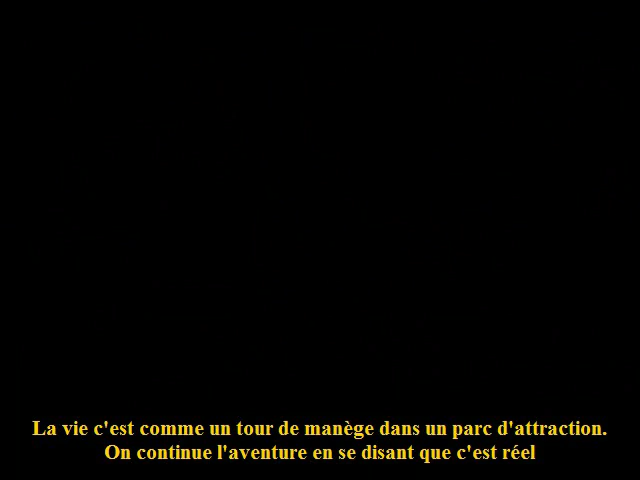 La vie c'est comme un tour de manège dans un parc d'attraction.
On continue l'aventure en se disant que c'est réel